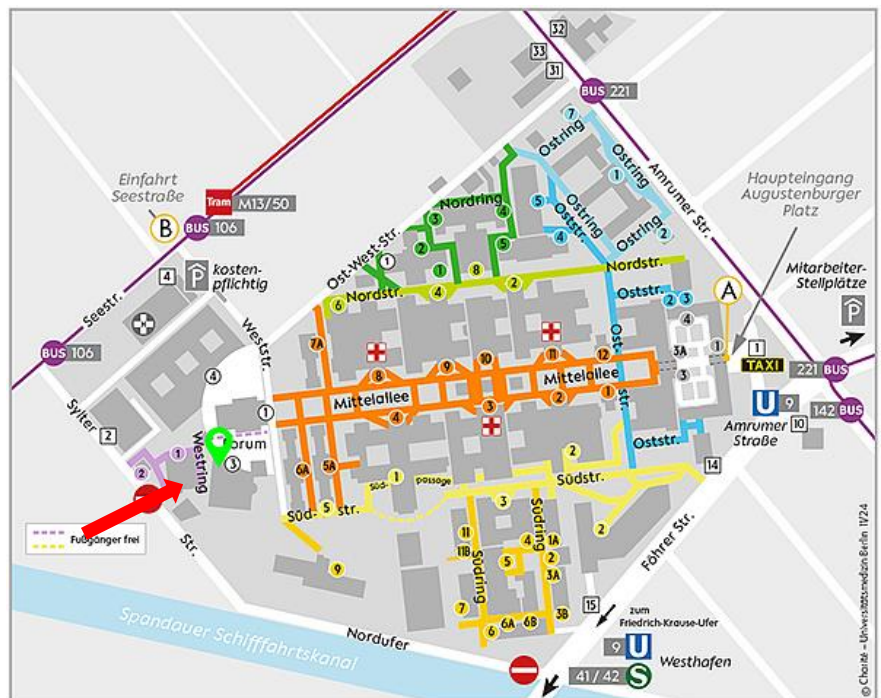 32
33
31
BUS 221
7
Ostring
Ostring
1
Amrumer Str.
Haupteingang
Augustenburger
Platz
Einfahrt
Seestraße
B
Tram M13/50
BUS 106
Nordring
3
4
2
5
Oststr.
Ostring
4
Ostring
2
Mitarbeiter-
Stellplätze
P
4
P
kosten-
pflichtig
Ost-West-Str.
1
1
5
8
Nordstr.
6
Nordstr.
4
2
Oststr.
2
3
A
Seestr.
BUS 106
Weststr.
7A
4
1
1
3A
3
TAXI
221 BUS
4
8
9
10
11
12
Mittelallee
Mittelallee
4
3
2
1
Oststr.
U 9
142 BUS
Amrumer
Straße
10
Sylter
2
1
1
2
Westring
Forum
3
6A
5A
Süd-
passage
1
2
Oststr.
14
Süd-
5
str.
3
Südstr.
2
Fußgänger frei
Str.
9
11
11B
Südring
4
5
Südring
1A
2
3A
Föhrer Str.
7
6
6A
6B
3B
15
zum
Friedrich-Krause-Ufer
9 U
Westhafen
41 / 42 S
Spandauer Schifffahrtskanal
Nordufer
© Charité – Universitätsmedizin Berlin 11/24